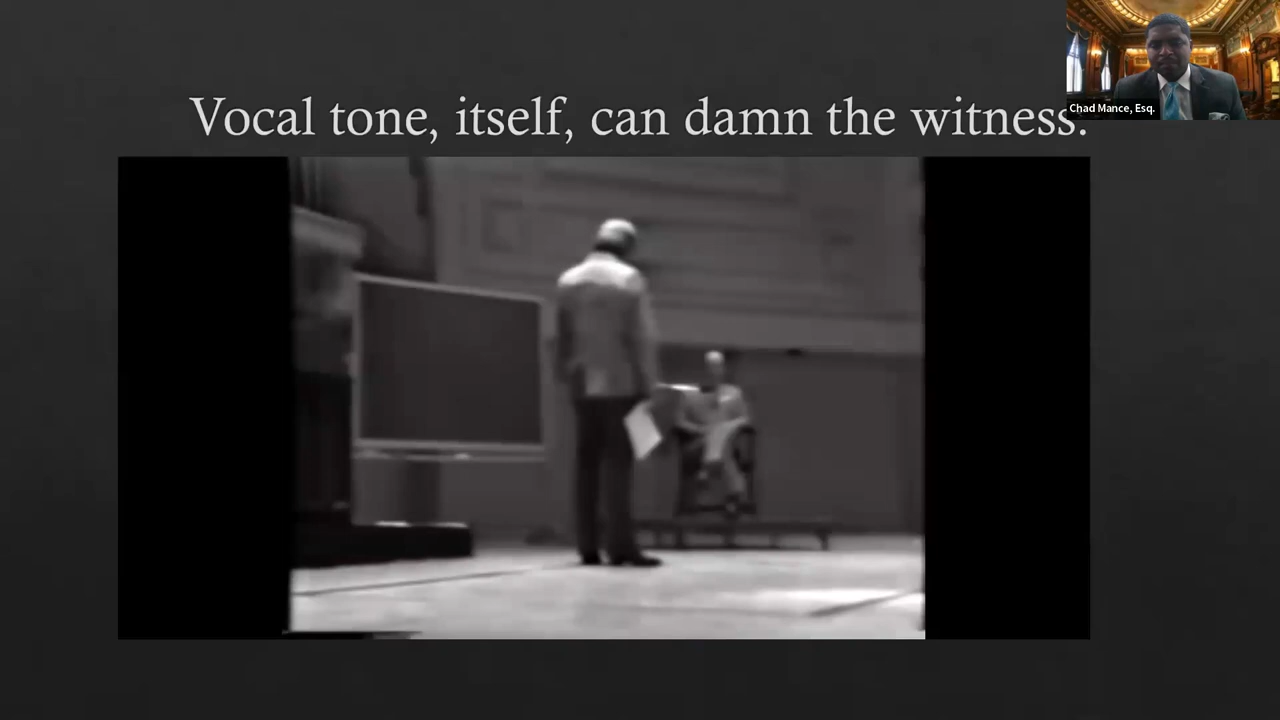 Vocal tone, itself, can damn the witness.
Chad Mance, Esq.